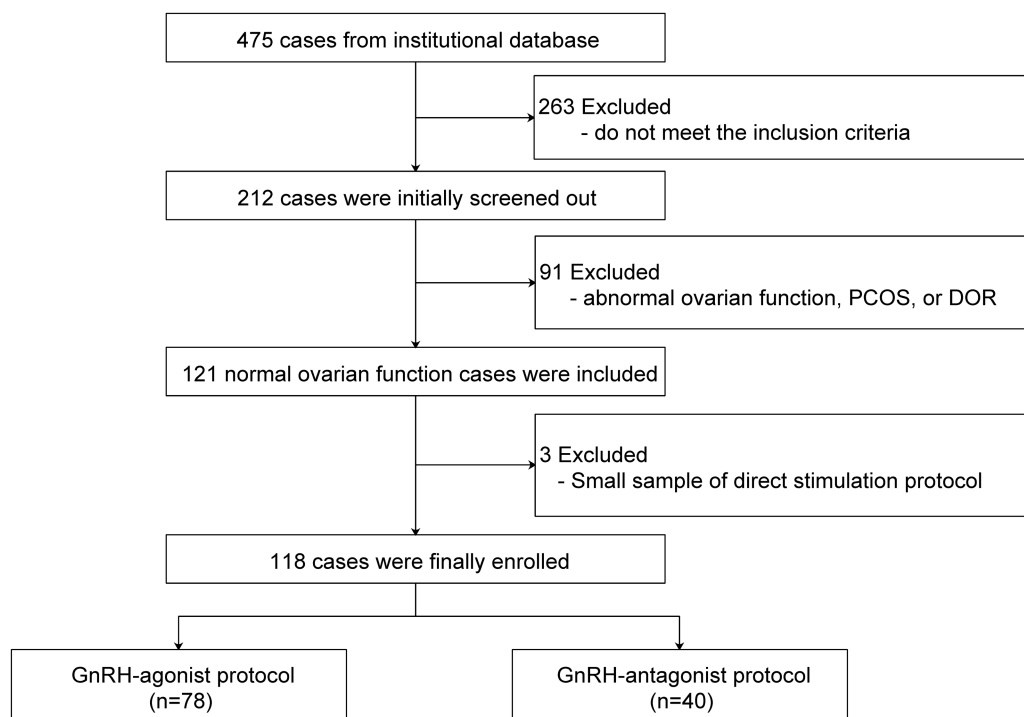 475 cases from institutional database
263 Excluded
- do not meet the inclusion criteria
212 cases were initially screened out
91 Excluded
- abnormal ovarian function, PCOS, or DOR
121 normal ovarian function cases were included
3 Excluded
- Small sample of direct stimulation protocol
118 cases were finally enrolled
GnRH-agonist protocol
(n=78)
GnRH-antagonist protocol
(n=40)